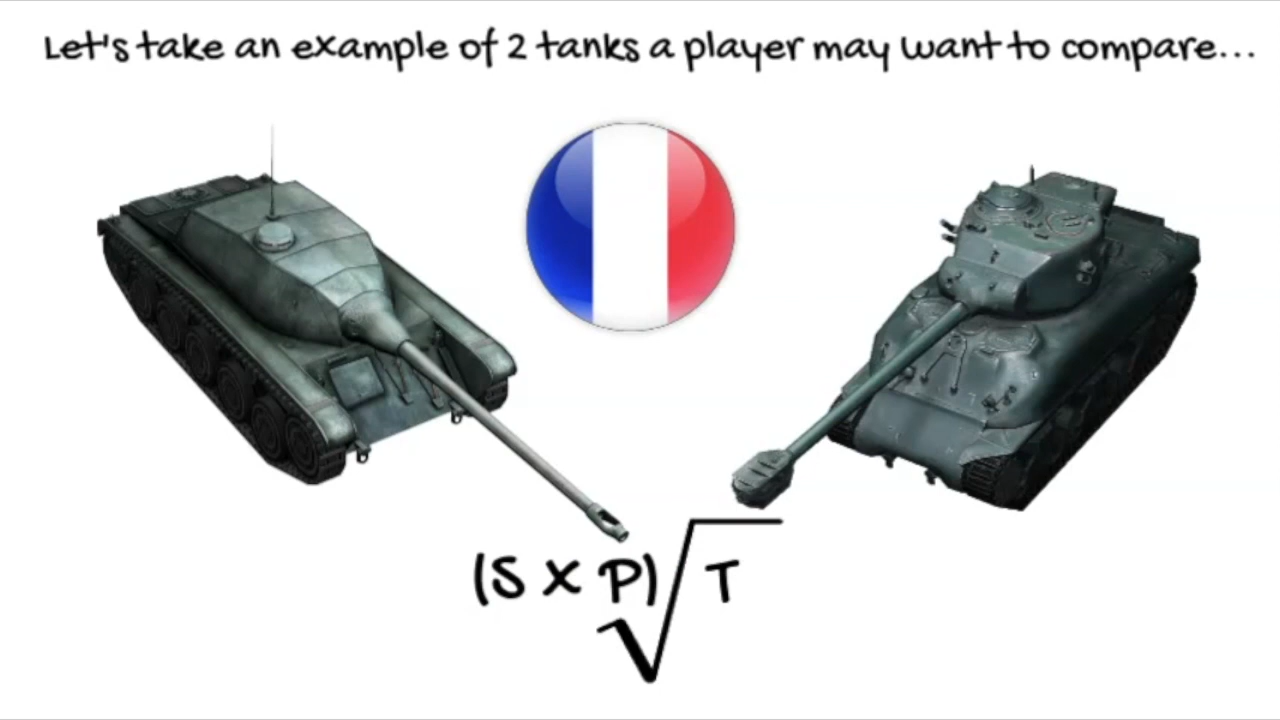 Let's take an example of 2 tanks a player may want to compare...
(S X P)√T